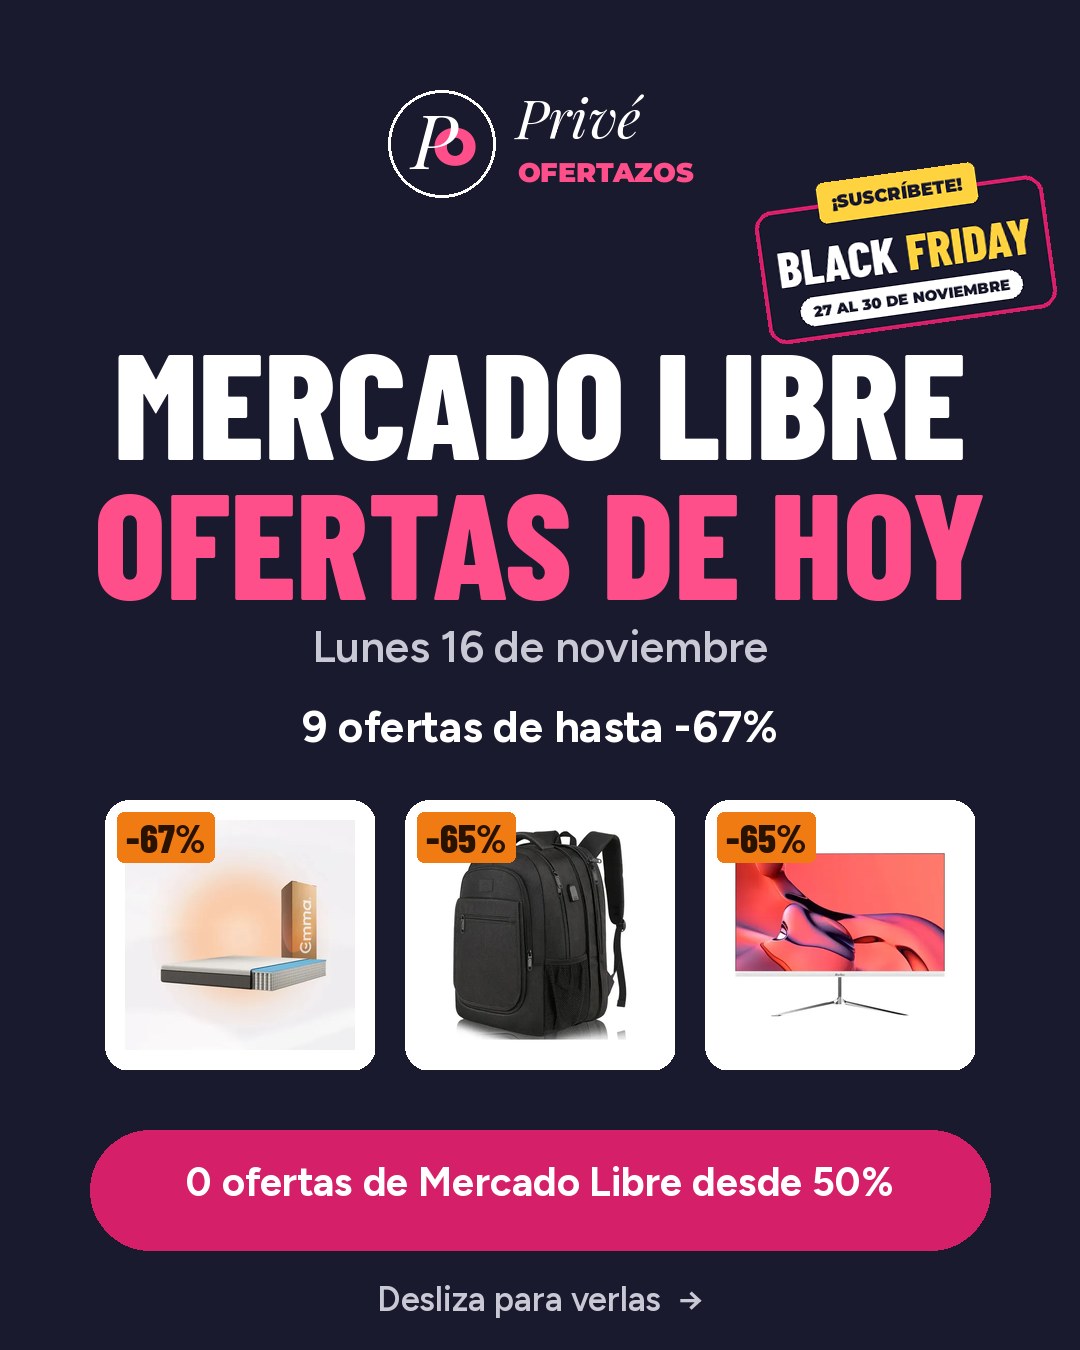 PO
Privé
OFERTAZOS
¡SUSCRÍBETE!
BLACK FRIDAY
27 AL 30 DE NOVIEMBRE
MERCADO LIBRE
OFERTAS DE HOY
Lunes 16 de noviembre
9 ofertas de hasta -67%
-67%
-65%
-65%
emma
0 ofertas de Mercado Libre desde 50%
Desliza para verlas →